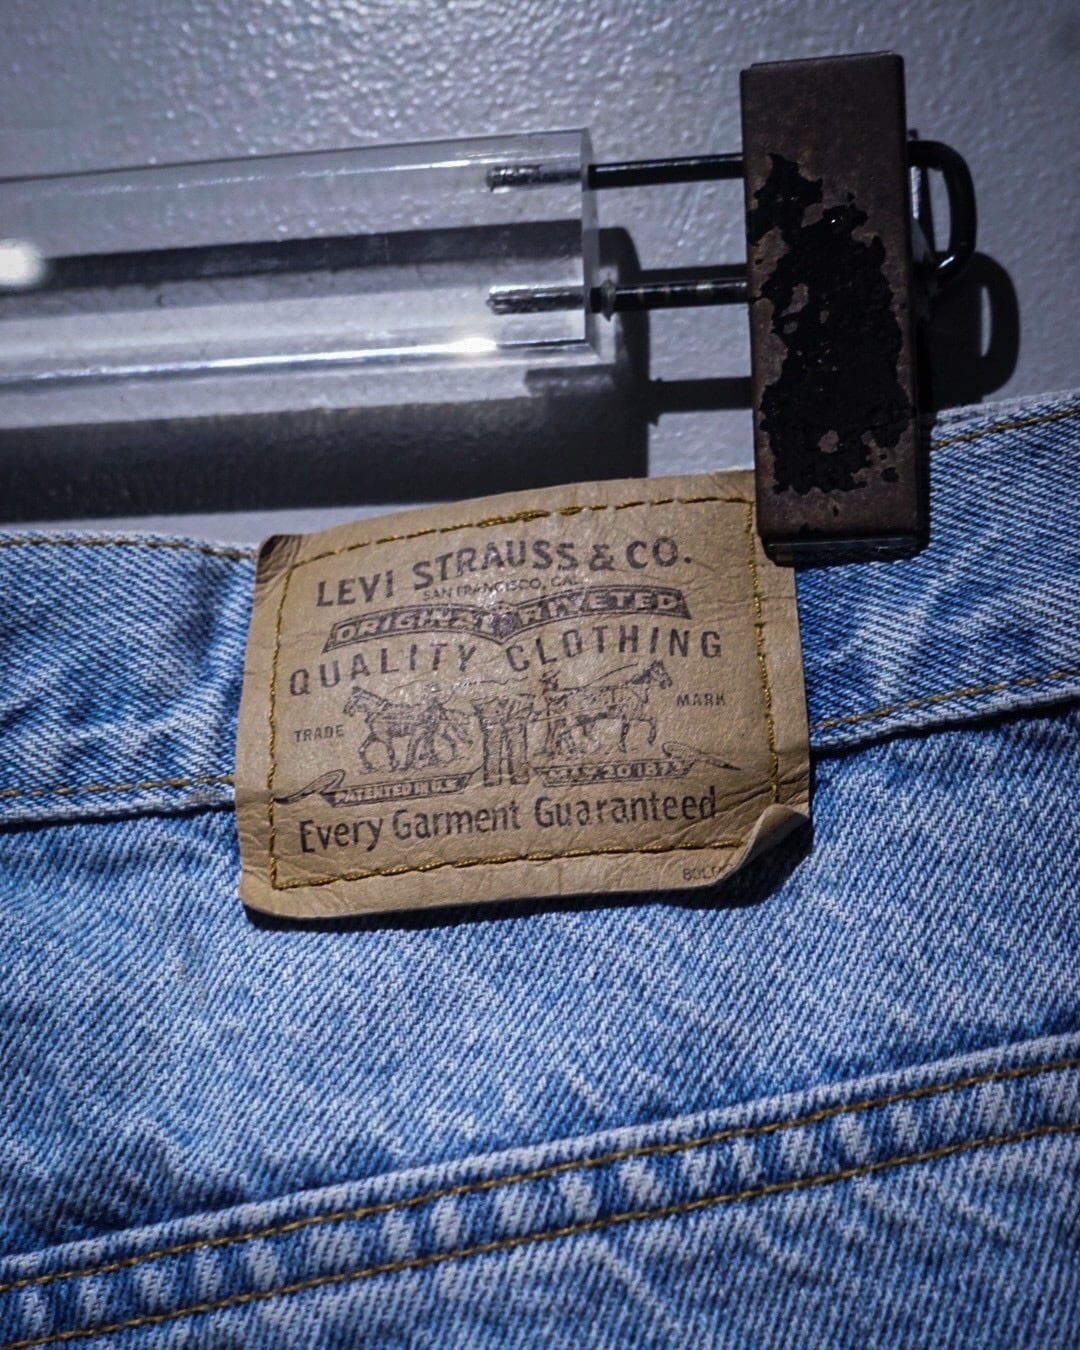 LEVI STRAUSS & CO.
SAN FRANCISCO, CAL.
ORIGINAL RIVETED
QUALITY CLOTHING
TRADE MARK
PATENTED IN U.S. MAY 20 1873
Every Garment Guaranteed